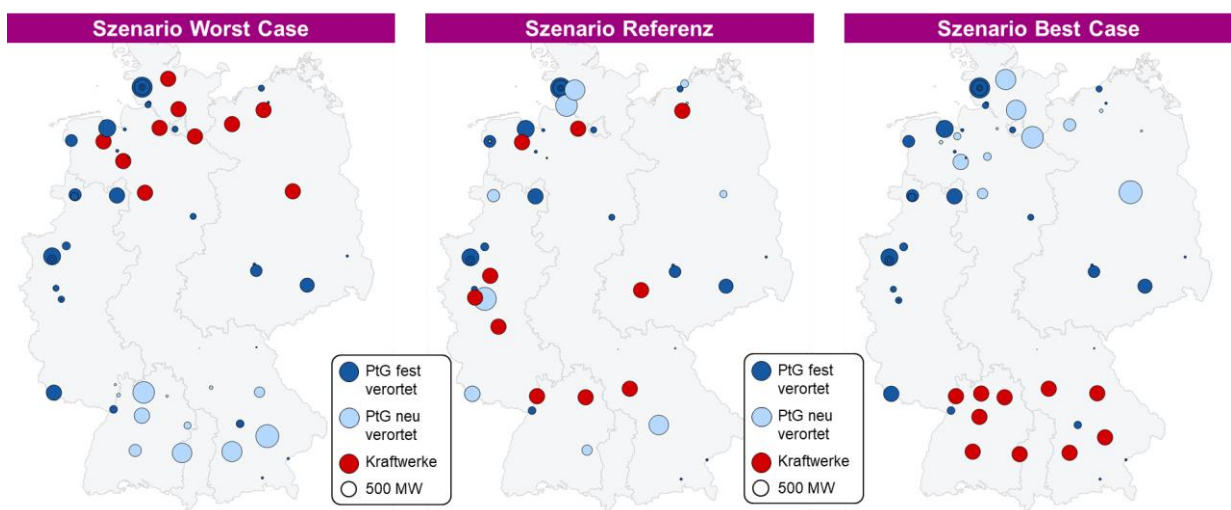 Szenario Worst Case
Szenario Referenz
Szenario Best Case
PtG fest
verortet
PtG neu
verortet
Kraftwerke
500 MW
PtG fest
verortet
PtG neu
verortet
Kraftwerke
500 MW